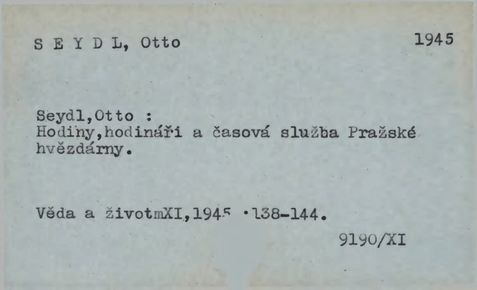 S E Y D L, Otto
1945
Seydl,Otto :
Hodiny,hodináři a časová služba Pražské
hvězdárny.
Věda a životmXI,1945 ·138-144.
9190/XI